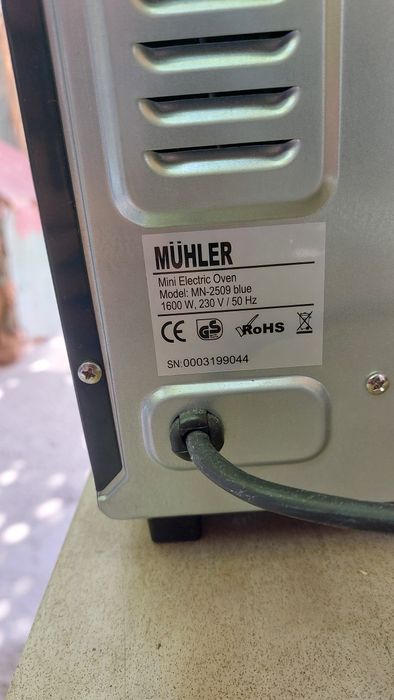 MÜHLER
Mini Electric Oven
Model: MN-2509 blue
1600 W, 230 V / 50 Hz
CE GS RoHS
SN:0003199044